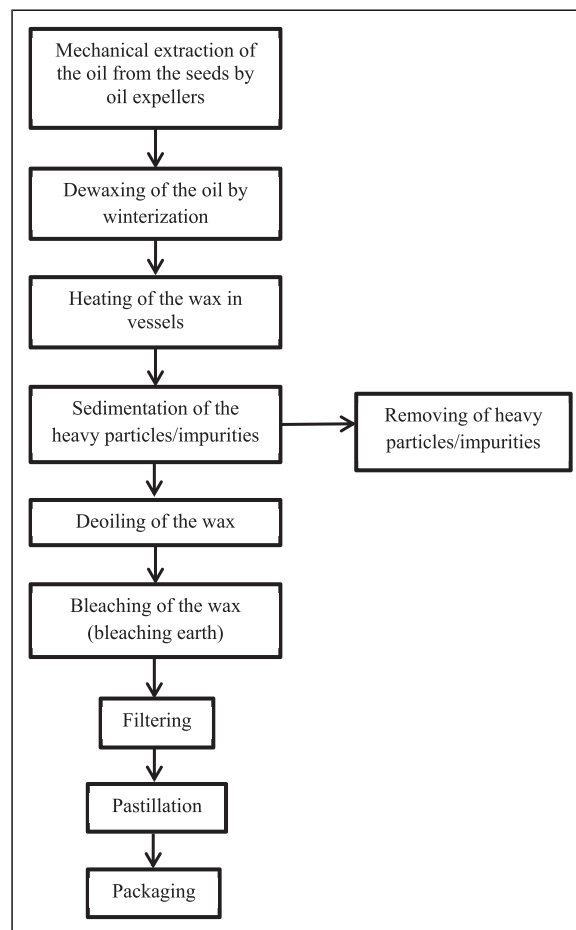 Mechanical extraction of
the oil from the seeds by
oil expellers
Dewaxing of the oil by
winterization
Heating of the wax in
vessels
Sedimentation of the
heavy particles/impurities
Removing of heavy
particles/impurities
Deoiling of the wax
Bleaching of the wax
(bleaching earth)
Filtering
Pastillation
Packaging